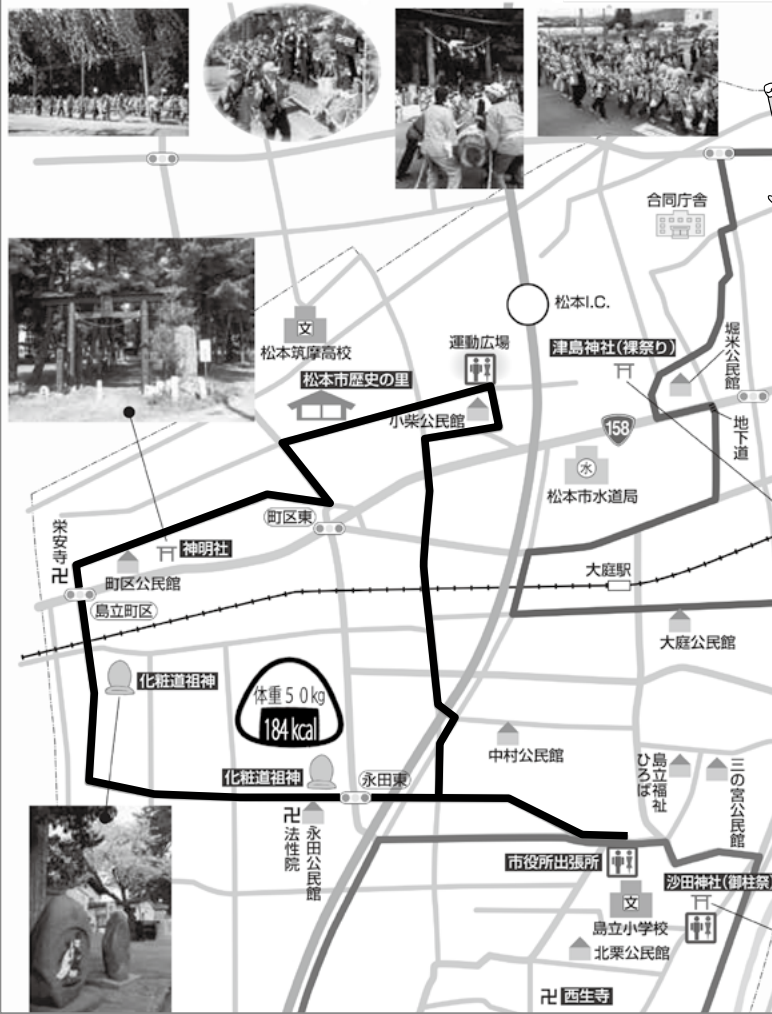 合同庁舎
松本I.C.
堀米公民館
文
松本筑摩高校
運動広場
津島神社(裸祭り)
松本市歴史の里
小柴公民館
158
地下道
水
松本市水道局
町区東
栄安寺
卍
神明社
町区公民館
大庭駅
島立町区
大庭公民館
化粧道祖神
体重50kg
184 kcal
中村公民館
化粧道祖神
永田東
島立福祉
ひろば
三の宮公民館
卍
法性院
永田公民館
市役所出張所
沙田神社(御柱祭)
文
島立小学校
北栗公民館
卍 西生寺